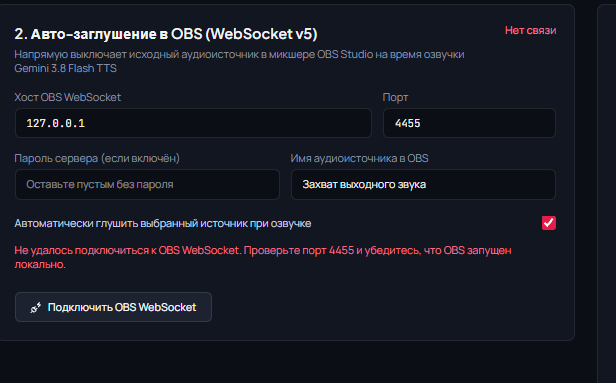 2. Авто-заглушение в OBS (WebSocket v5)
Нет связи
Напрямую выключает исходный аудиоисточник в микшере OBS Studio на время озвучки
Gemini 3.8 Flash TTS
Хост OBS WebSocket
Порт
127.0.0.1
4455
Пароль сервера (если включён)
Имя аудиоисточника в OBS
Оставьте пустым без пароля
Захват выходного звука
Автоматически глушить выбранный источник при озвучке
Не удалось подключиться к OBS WebSocket. Проверьте порт 4455 и убедитесь, что OBS запущен
локально.
Подключить OBS WebSocket